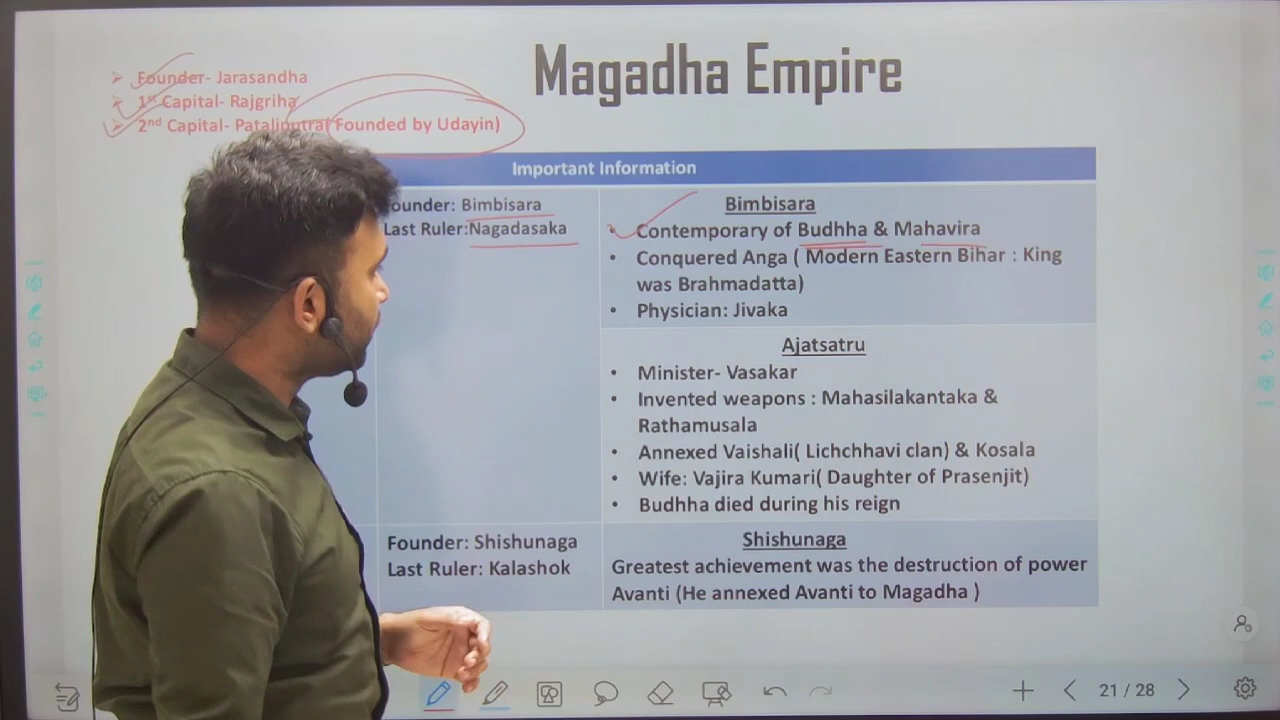 Magadha Empire
Founder- Jarasandha
1st Capital- Rajgriha
2nd Capital- Pataliputra( Founded by Udayin)
Important Information
Founder: Bimbisara
Last Ruler:Nagadasaka
Bimbisara
Contemporary of Budhha & Mahavira
Conquered Anga ( Modern Eastern Bihar : King
was Brahmadatta)
Physician: Jivaka
Ajatsatru
Minister- Vasakar
Invented weapons : Mahasilakantaka &
Rathamusala
Annexed Vaishali( Lichchhavi clan) & Kosala
Wife: Vajira Kumari( Daughter of Prasenjit)
Budhha died during his reign
Founder: Shishunaga
Last Ruler: Kalashok
Shishunaga
Greatest achievement was the destruction of power
Avanti (He annexed Avanti to Magadha )
21 / 28